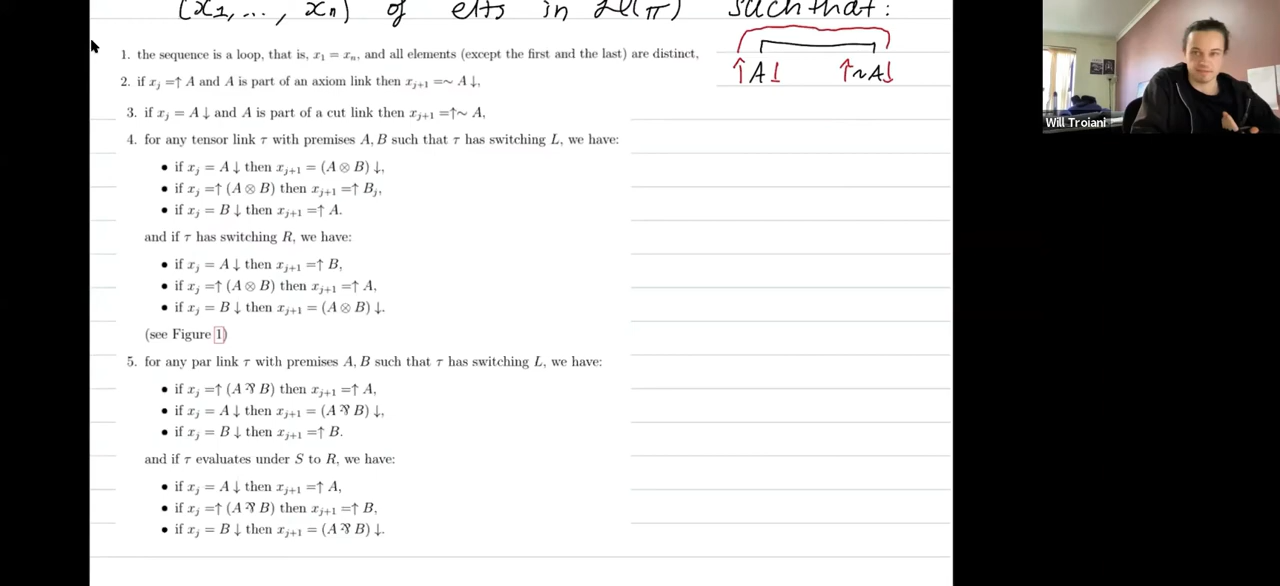 (x₁, ..., xₙ) of elts in ℒℓ(π) such that:
1. the sequence is a loop, that is, x₁ = xₙ, and all elements (except the first and the last) are distinct,
2. if xⱼ =↑ A and A is part of an axiom link then xⱼ₊₁ =∼ A ↓,
↑A↓ ↑∼A↓
3. if xⱼ = A ↓ and A is part of a cut link then xⱼ₊₁ =↑∼ A,
4. for any tensor link τ with premises A, B such that τ has switching L, we have:
• if xⱼ = A ↓ then xⱼ₊₁ = (A ⊗ B) ↓,
• if xⱼ =↑ (A ⊗ B) then xⱼ₊₁ =↑ Bⱼ,
• if xⱼ = B ↓ then xⱼ₊₁ =↑ A.
and if τ has switching R, we have:
• if xⱼ = A ↓ then xⱼ₊₁ =↑ B,
• if xⱼ =↑ (A ⊗ B) then xⱼ₊₁ =↑ A,
• if xⱼ = B ↓ then xⱼ₊₁ = (A ⊗ B) ↓.
(see Figure 1)
5. for any par link τ with premises A, B such that τ has switching L, we have:
• if xⱼ =↑ (A ⅋ B) then xⱼ₊₁ =↑ A,
• if xⱼ = A ↓ then xⱼ₊₁ = (A ⅋ B) ↓,
• if xⱼ = B ↓ then xⱼ₊₁ =↑ B.
and if τ evaluates under S to R, we have:
• if xⱼ = A ↓ then xⱼ₊₁ =↑ A,
• if xⱼ =↑ (A ⅋ B) then xⱼ₊₁ =↑ B,
• if xⱼ = B ↓ then xⱼ₊₁ = (A ⅋ B) ↓.
Will Troiani